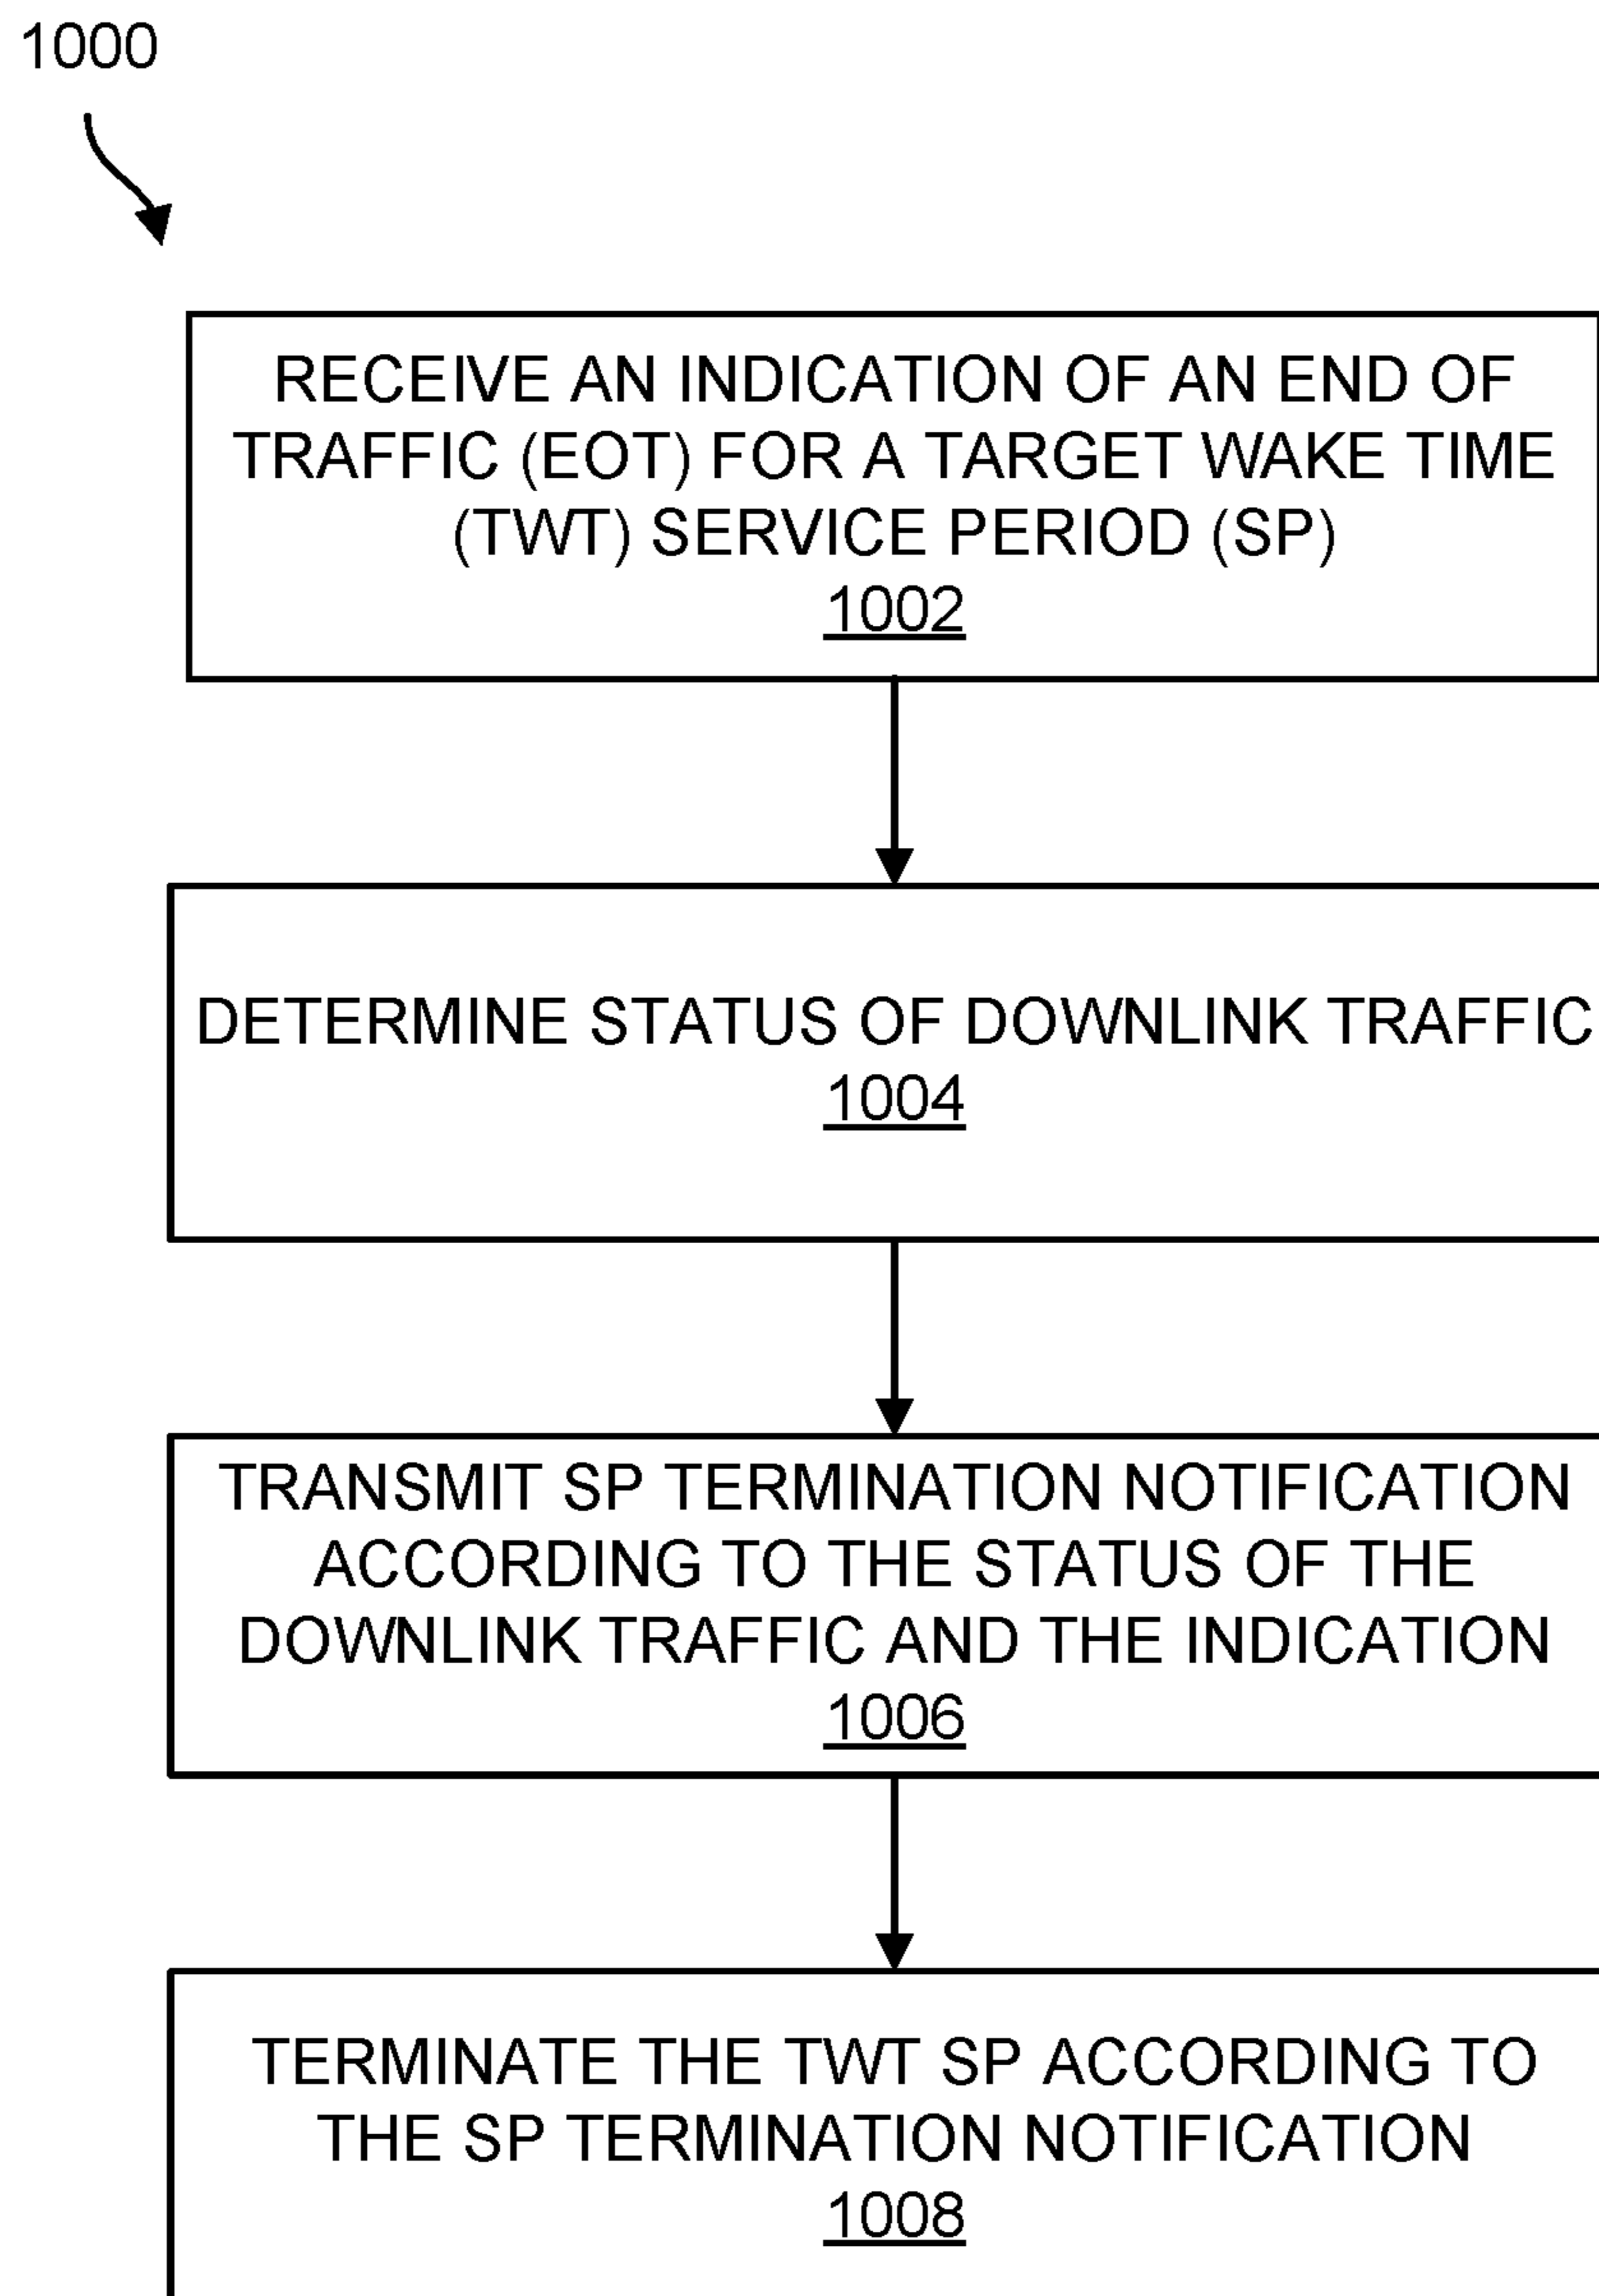 1000
RECEIVE AN INDICATION OF AN END OF
TRAFFIC (EOT) FOR A TARGET WAKE TIME
(TWT) SERVICE PERIOD (SP)
1002
DETERMINE STATUS OF DOWNLINK TRAFFIC
1004
TRANSMIT SP TERMINATION NOTIFICATION
ACCORDING TO THE STATUS OF THE
DOWNLINK TRAFFIC AND THE INDICATION
1006
TERMINATE THE TWT SP ACCORDING TO
THE SP TERMINATION NOTIFICATION
1008